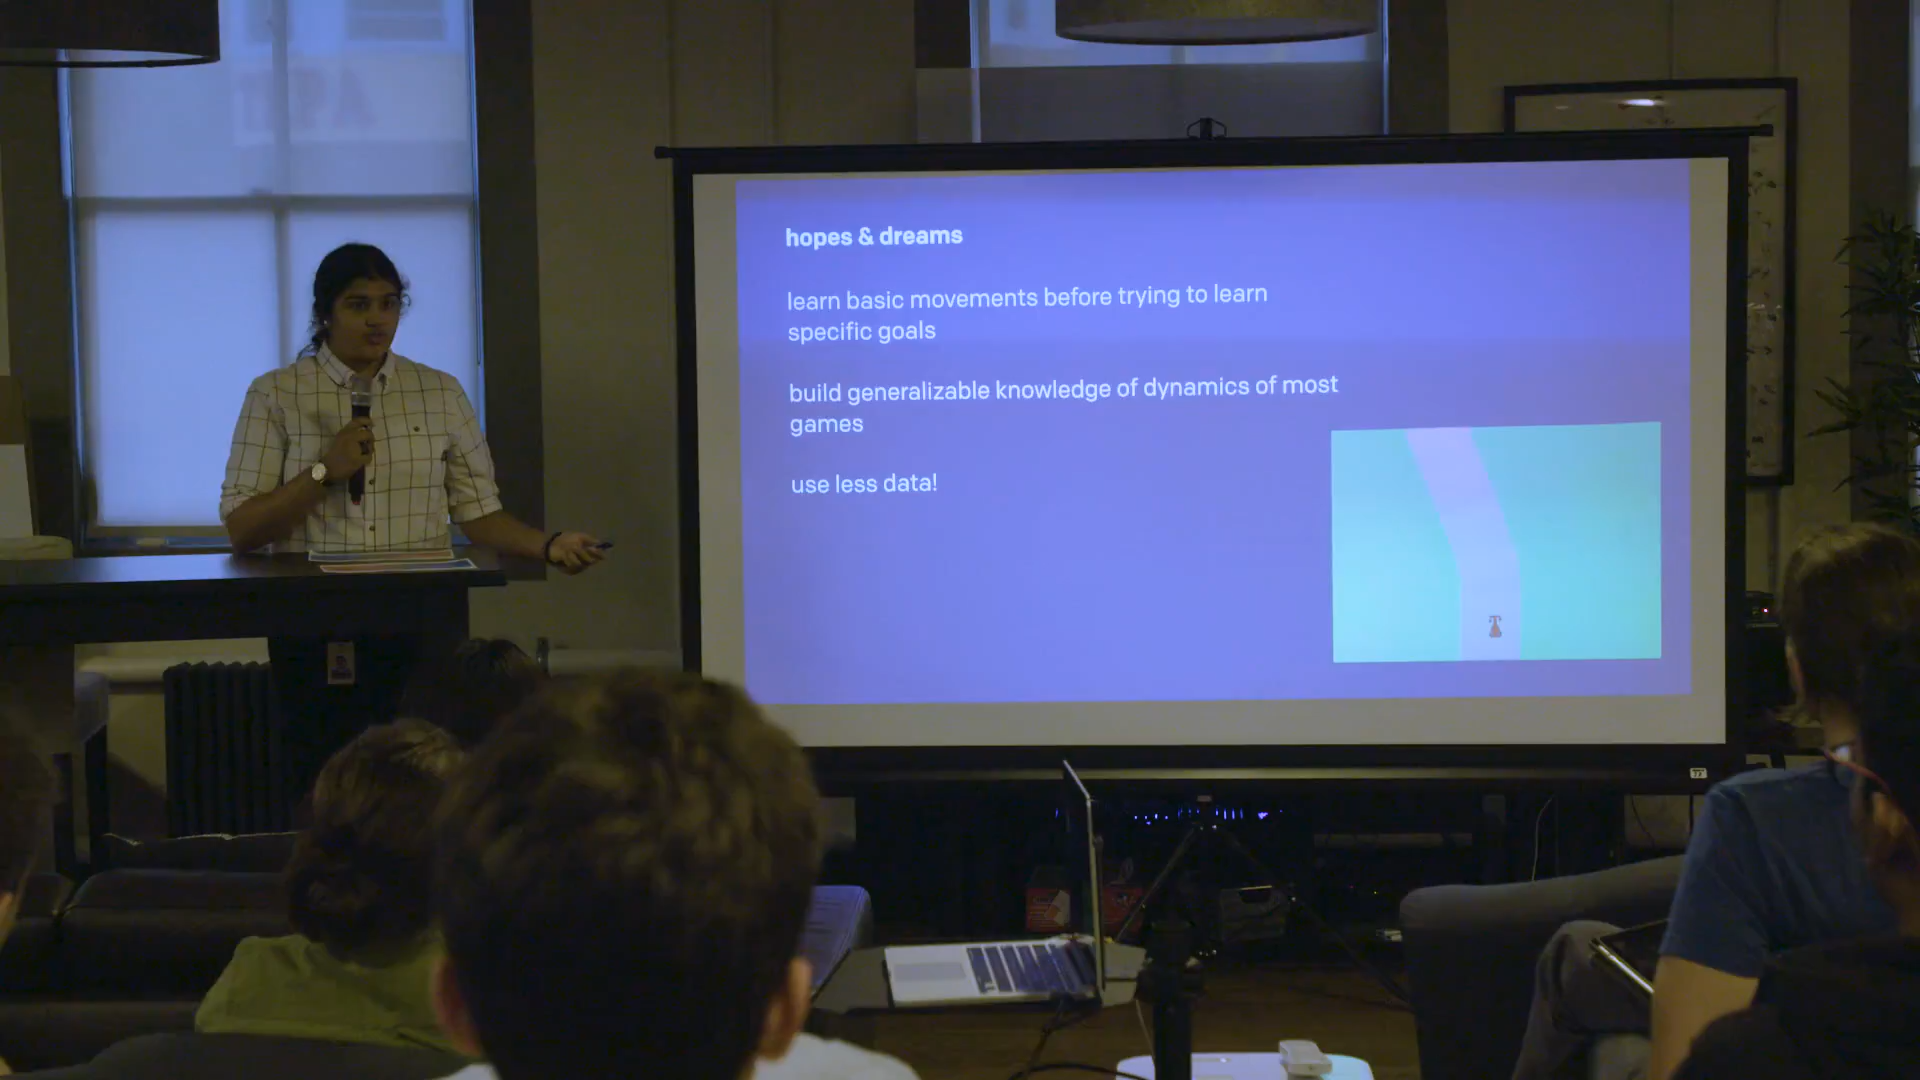 hopes & dreams
learn basic movements before trying to learn
specific goals
build generalizable knowledge of dynamics of most
games
use less data!